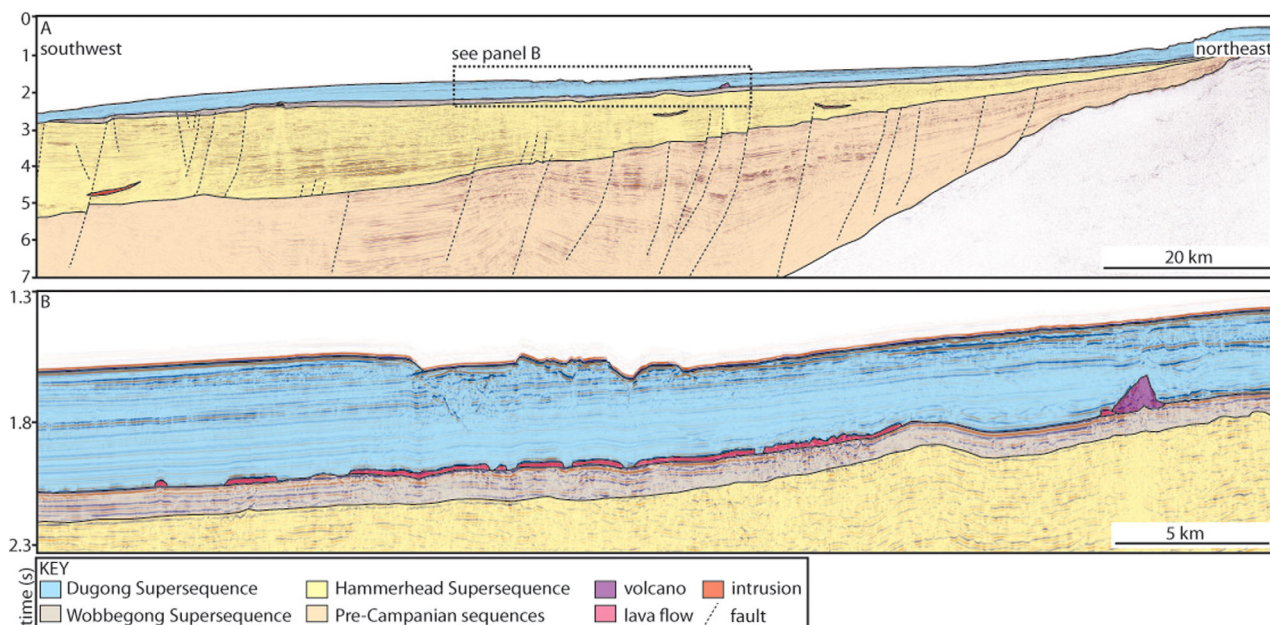 A
southwest
see panel B
northeast
0
1
2
3
4
5
6
7
20 km
B
1.3
1.8
2.3
5 km
time (s)
KEY
Dugong Supersequence
Hammerhead Supersequence
volcano
intrusion
Wobbegong Supersequence
Pre-Campanian sequences
lava flow
fault